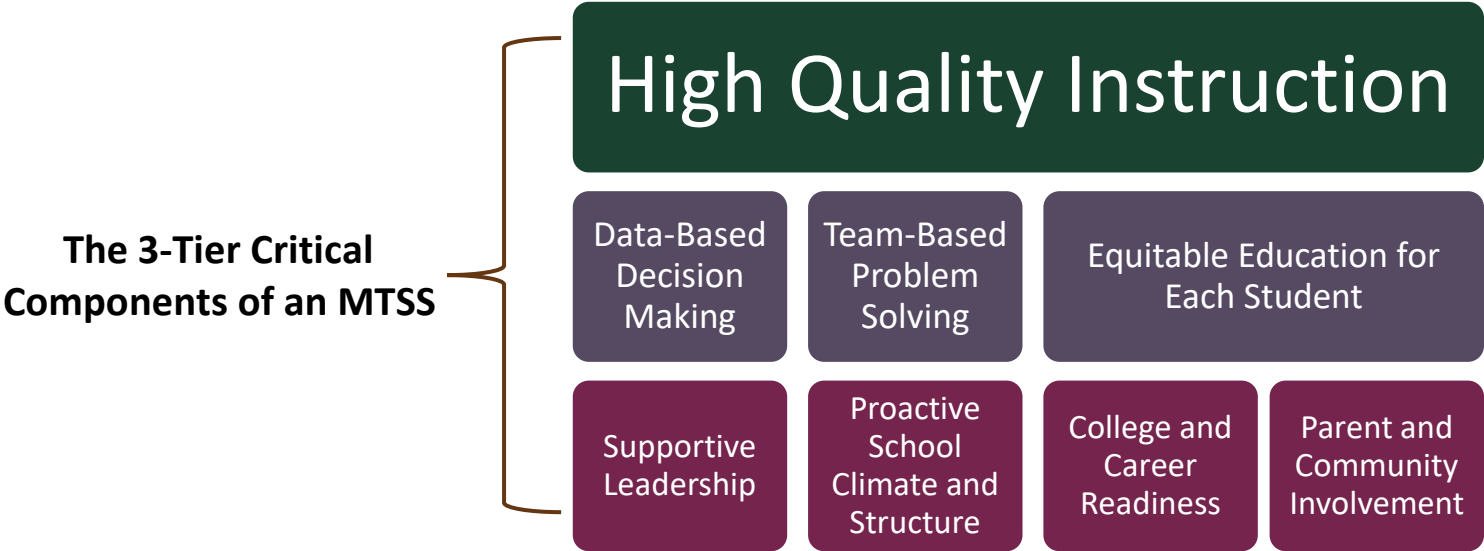 The 3-Tier Critical
Components of an MTSS
High Quality Instruction
Data-Based
Decision
Making
Team-Based
Problem
Solving
Equitable Education for
Each Student
Supportive
Leadership
Proactive
School
Climate and
Structure
College and
Career
Readiness
Parent and
Community
Involvement